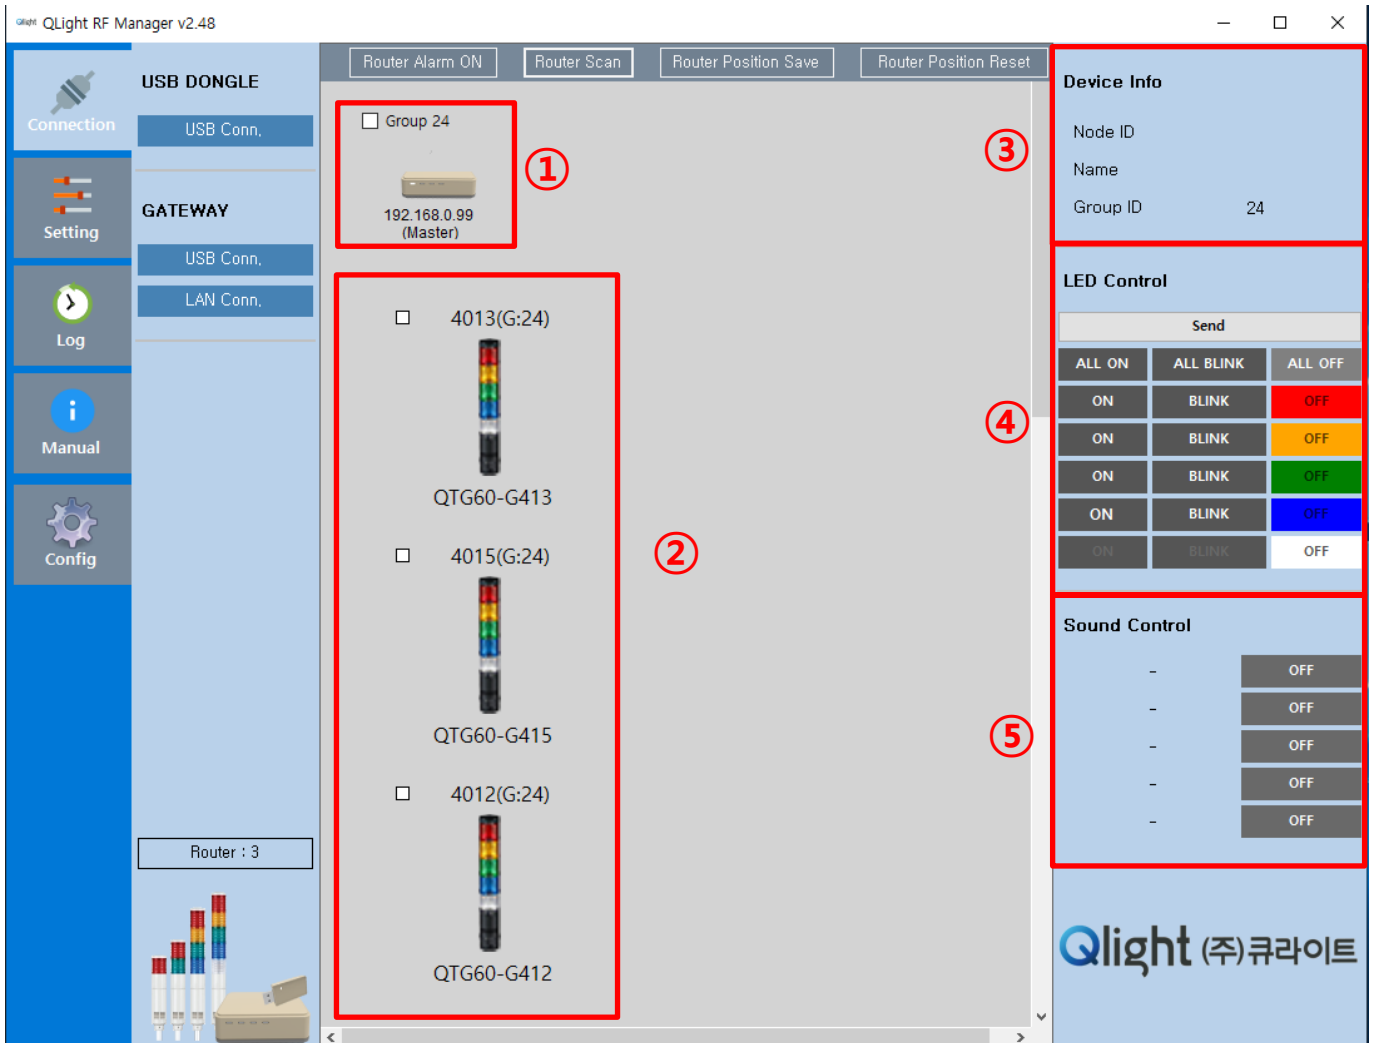 Qlight QLight RF Manager v2.48
Connection
Setting
Log
Manual
Config
USB DONGLE
USB Conn.
GATEWAY
USB Conn.
LAN Conn.
Router : 3
Router Alarm ON Router Scan Router Position Save Router Position Reset
Group 24
192.168.0.99
(Master)
①
4013(G:24)
QTG60-G413
4015(G:24)
QTG60-G415
4012(G:24)
QTG60-G412
②
③
Device Info
Node ID
Name
Group ID 24
④
LED Control
Send
ALL ON ALL BLINK ALL OFF
ON BLINK OFF
ON BLINK OFF
ON BLINK OFF
ON BLINK OFF
ON BLINK OFF
⑤
Sound Control
- OFF
- OFF
- OFF
- OFF
- OFF
Qlight (주)큐라이트